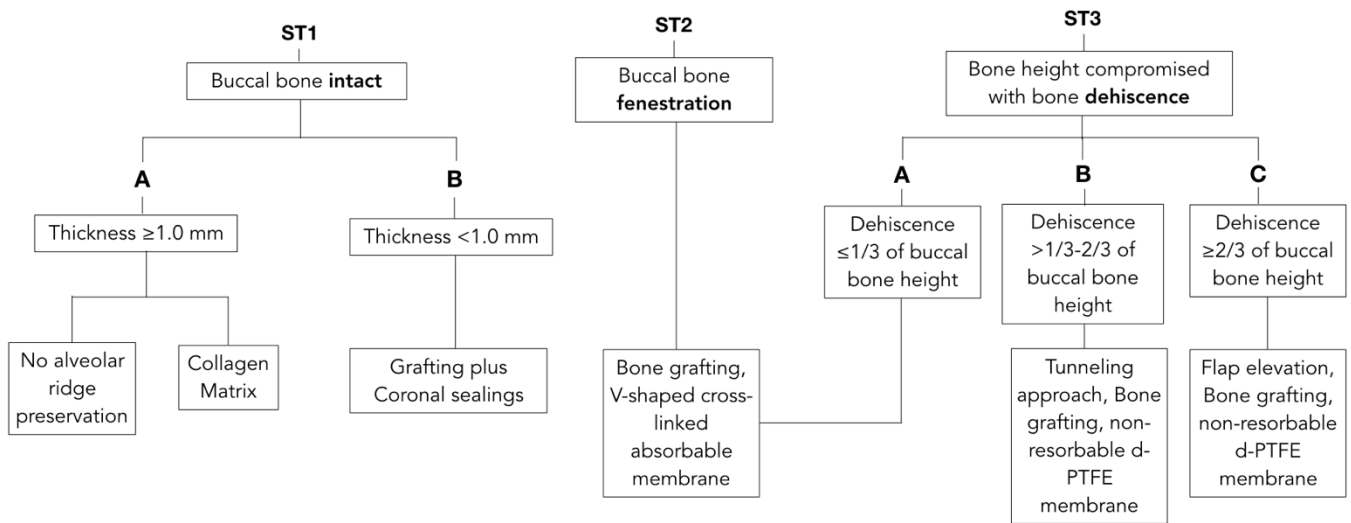 ST1
Buccal bone intact
A
Thickness ≥1.0 mm
No alveolar
ridge
preservation
Collagen
Matrix
B
Thickness <1.0 mm
Grafting plus
Coronal sealings
ST2
Buccal bone
fenestration
Bone grafting,
V-shaped cross-
linked
absorbable
membrane
ST3
Bone height compromised
with bone dehiscence
A
Dehiscence
≤1/3 of buccal
bone height
B
Dehiscence
>1/3-2/3 of
buccal bone
height
Tunneling
approach, Bone
grafting, non-
resorbable d-
PTFE
membrane
C
Dehiscence
≥2/3 of buccal
bone height
Flap elevation,
Bone grafting,
non-resorbable
d-PTFE
membrane